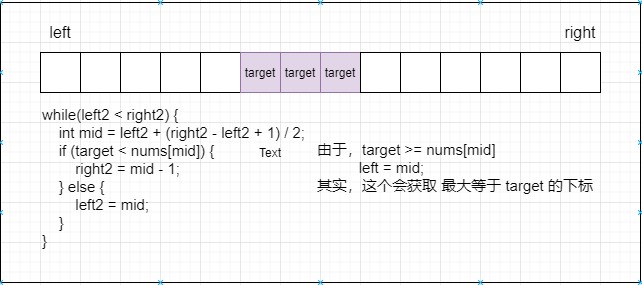 left right
target target target
while(left2 < right2) {
int mid = left2 + (right2 - left2 + 1) / 2;
if (target < nums[mid]) {
right2 = mid - 1;
} else {
left2 = mid;
}
}
Text
由于，target >= nums[mid]
left = mid;
其实，这个会获取 最大等于 target 的下标